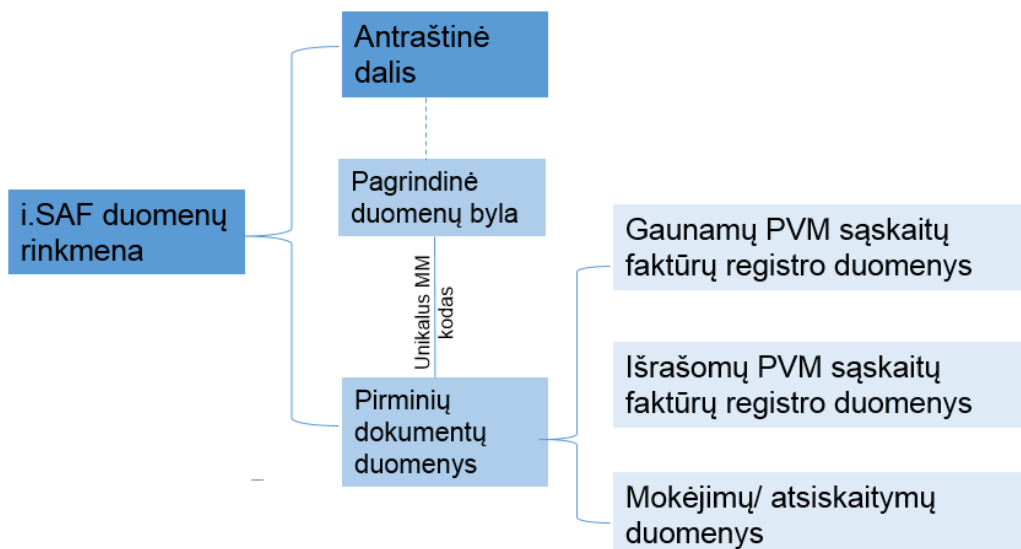 Antraštinė
dalis
Pagrindinė
duomenų byla
i.SAF duomenų
rinkmena
Unikalus MM
kodas
Pirminių
dokumentų
duomenys
Gaunamų PVM sąskaitų
faktūrų registro duomenys
Išrašomų PVM sąskaitų
faktūrų registro duomenys
Mokėjimų/ atsiskaitymų
duomenys